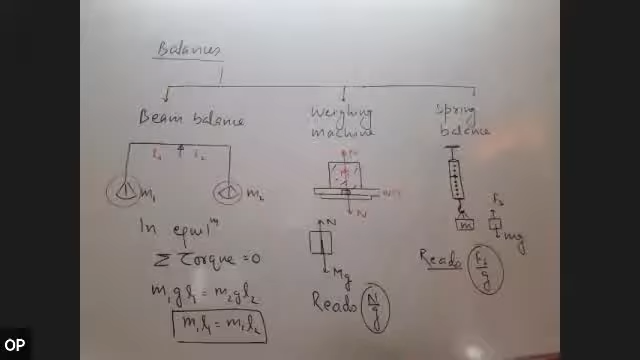 Balances
Beam balance
Weighing
machine
Spring
balance
l₁ l₂
m₁ m₂
N
N
m
Fs
mg
In equilᵐ
Σ Torque = 0
m₁gl₁ = m₂gl₂
m₁l₁ = m₂l₂
N
Mg
Reads N/g
Reads Fs/g
OP